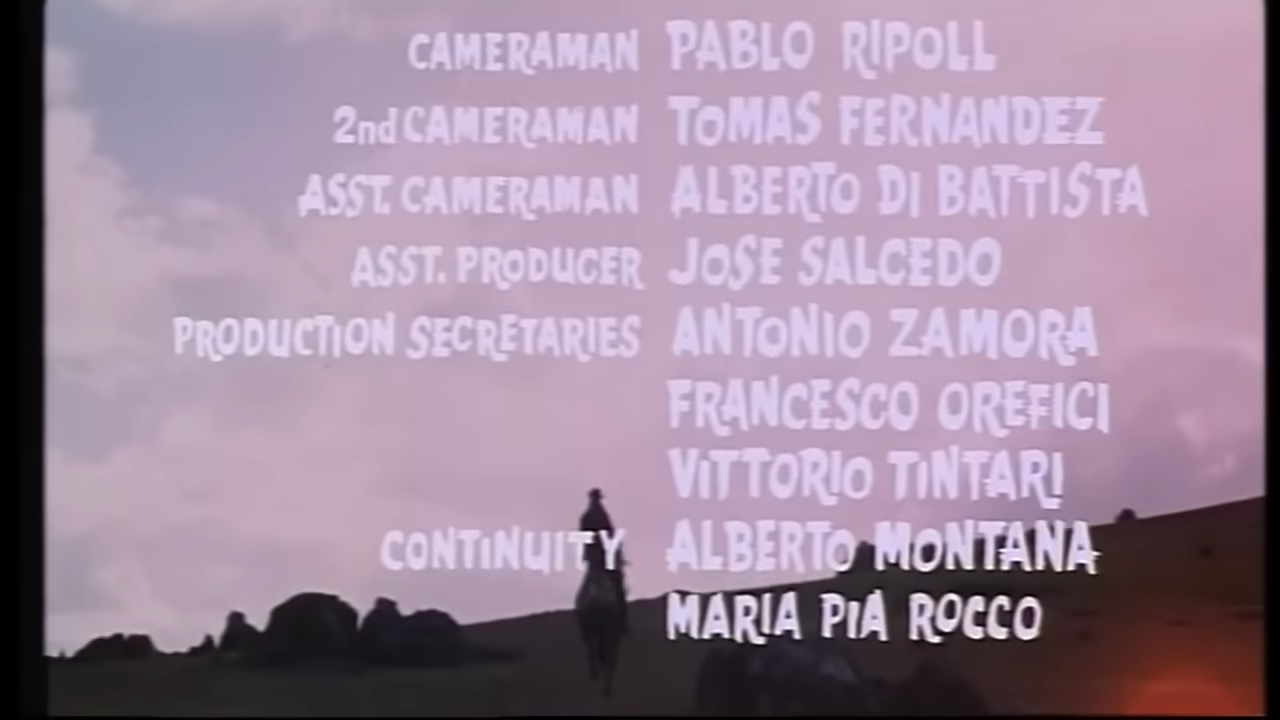 CAMERAMAN PABLO RIPOLL
2nd CAMERAMAN TOMAS FERNANDEZ
ASST. CAMERAMAN ALBERTO DI BATTISTA
ASST. PRODUCER JOSE SALCEDO
PRODUCTION SECRETARIES ANTONIO ZAMORA
FRANCESCO OREFICI
VITTORIO TINTARI
CONTINUITY ALBERTO MONTANA
MARIA PIA ROCCO